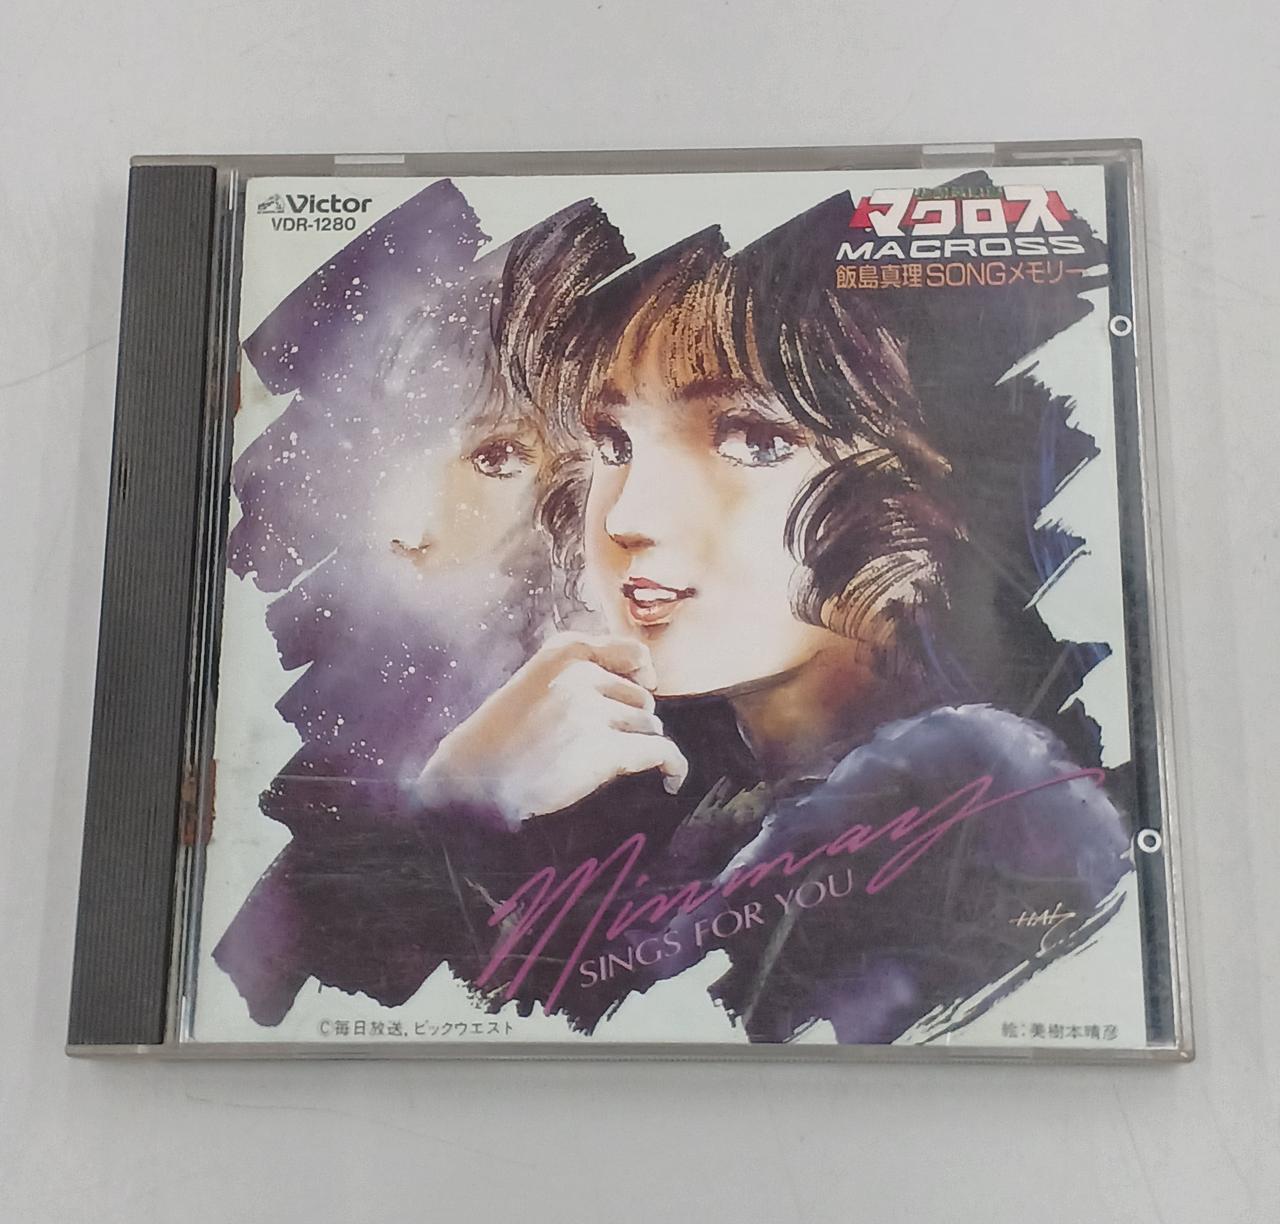 Victor
VDR-1280
マクロス
MACROSS
飯島真理SONGメモリー
Minmay
SINGS FOR YOU
©毎日放送,ビックウエスト
絵:美樹本晴彦